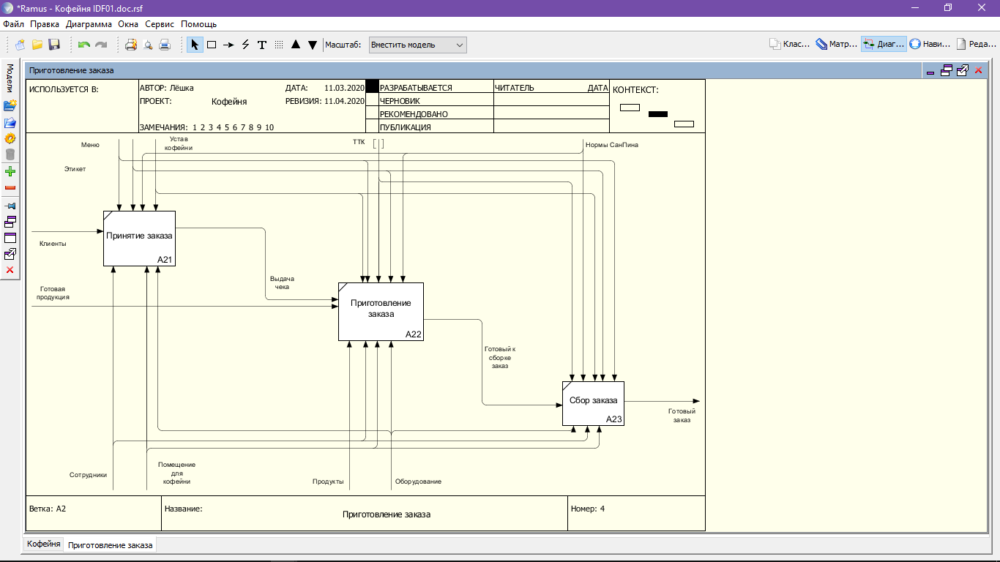 *Ramus - Кофейня IDF01.doc.rsf
Файл Правка Диаграмма Окна Сервис Помощь
Масштаб: Вместить модель
Клас... Матр... Диаг... Нави... Реда...
Модели
Приготовление заказа
ИСПОЛЬЗУЕТСЯ В:
АВТОР: Лёшка
ДАТА: 11.03.2020
ПРОЕКТ: Кофейня
РЕВИЗИЯ: 11.04.2020
ЗАМЕЧАНИЯ: 1 2 3 4 5 6 7 8 9 10
РАЗРАБАТЫВАЕТСЯ
ЧЕРНОВИК
РЕКОМЕНДОВАНО
ПУБЛИКАЦИЯ
ЧИТАТЕЛЬ ДАТА
КОНТЕКСТ:
Меню
Устав
кофейни
ТТК
Нормы СанПина
Этикет
Принятие заказа
A21
Клиенты
Выдача
чека
Готовая
продукция
Приготовление
заказа
A22
Готовый к
сборке
заказ
Сбор заказа
A23
Готовый
заказ
Сотрудники
Помещение
для
кофейни
Продукты
Оборудование
Ветка: A2
Название:
Приготовление заказа
Номер: 4
Кофейня Приготовление заказа